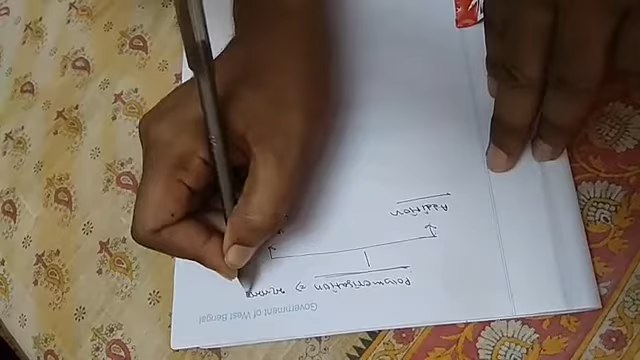 Government of West Bengal
Polymerization ⇒
Addition